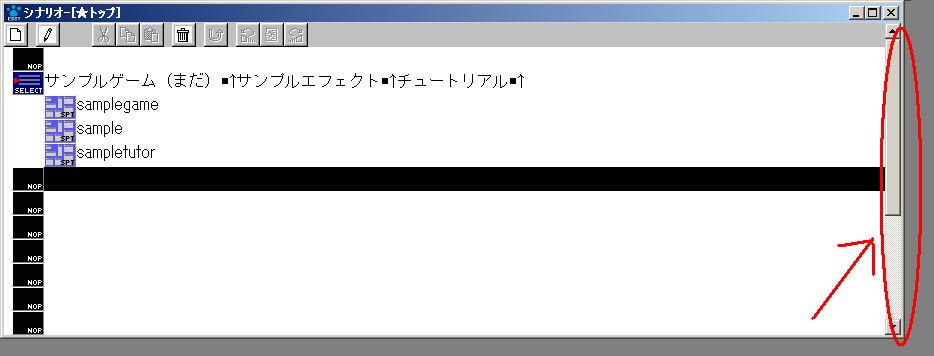 EDIT シナリオ-[★トップ]
NOP
SELECT サンプルゲーム（まだ）■↑サンプルエフェクト■↑チュートリアル■↑
SPT samplegame
SPT sample
SPT sampletutor
NOP
NOP
NOP
NOP
NOP
NOP
NOP